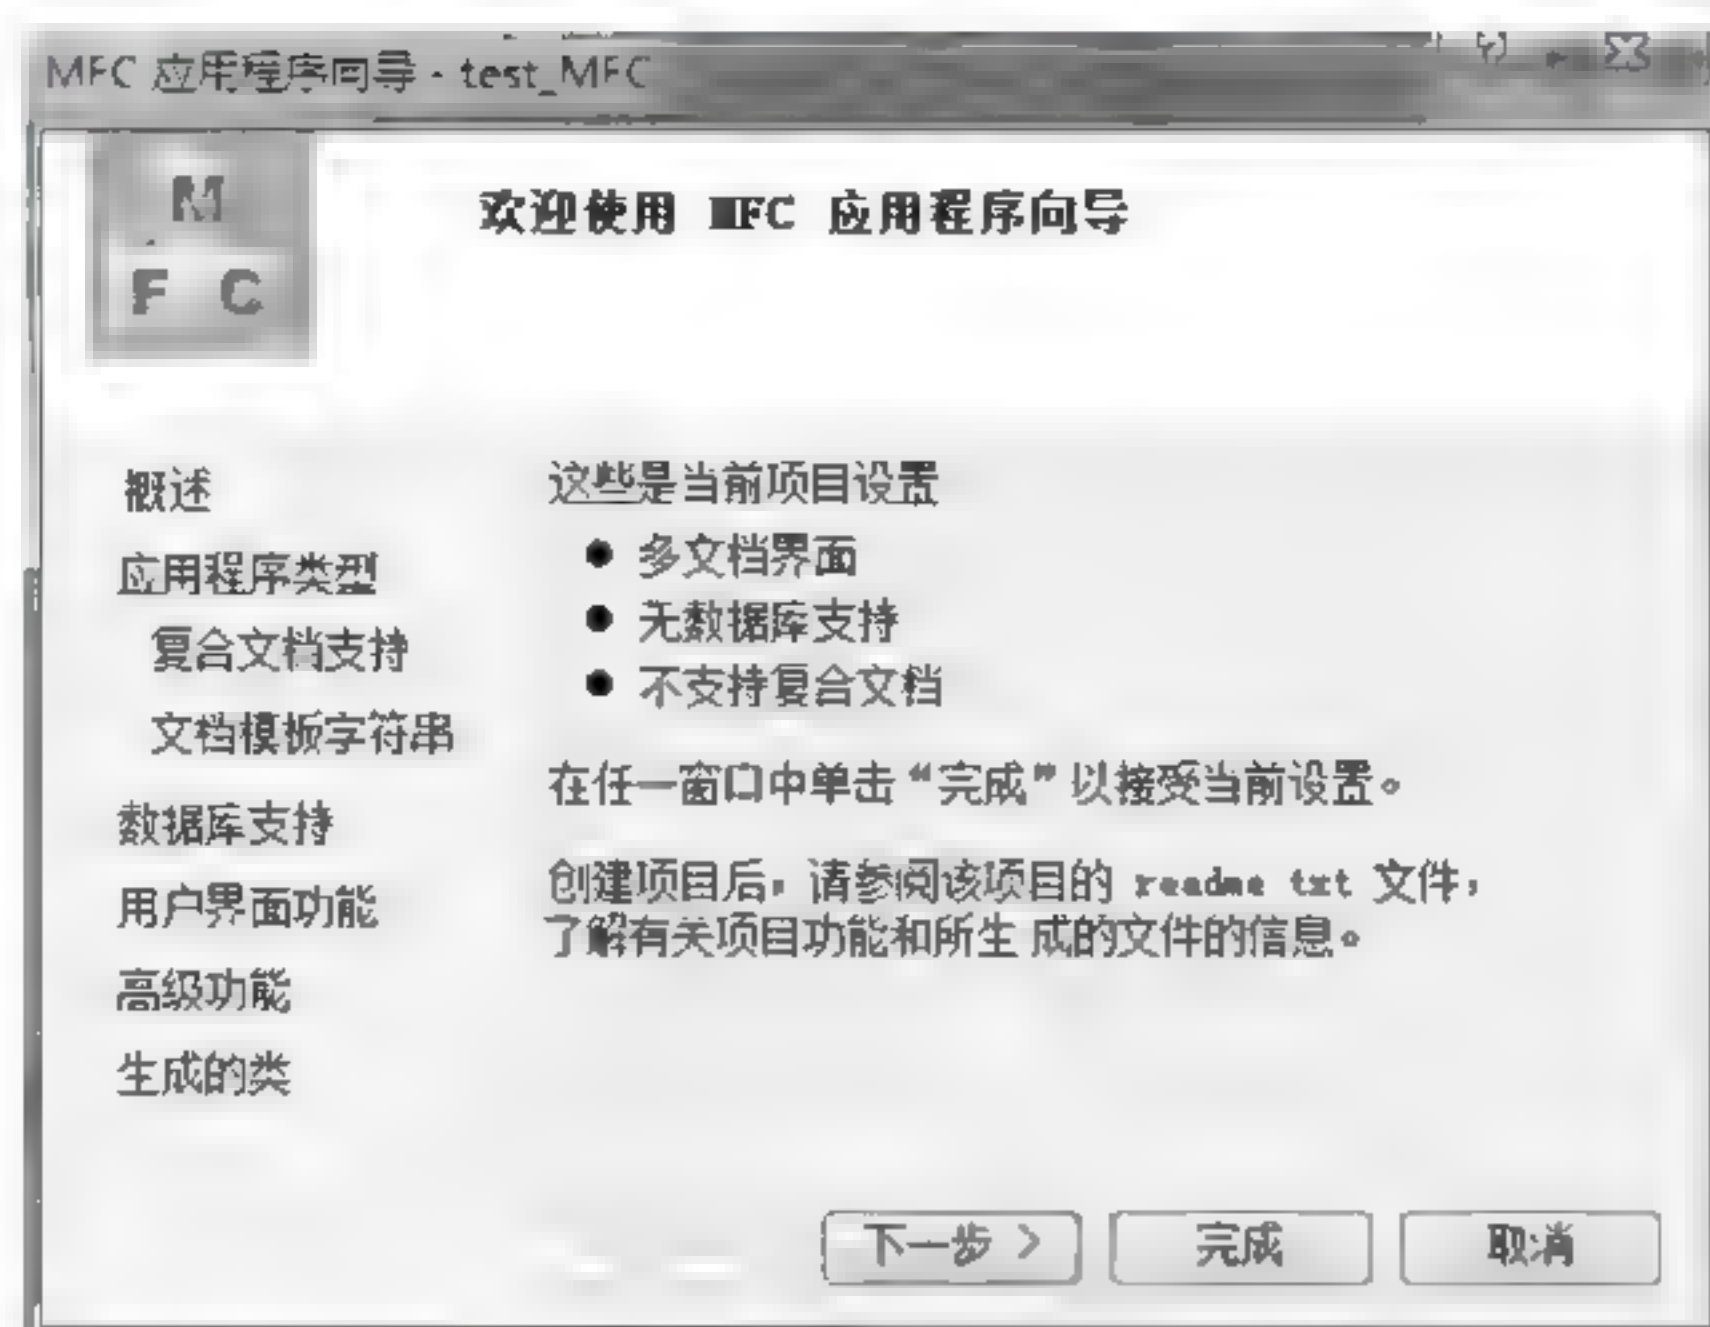 MFC 应用程序向导 - test_MFC
M
F C
欢迎使用 MFC 应用程序向导
概述
应用程序类型
复合文档支持
文档模板字符串
数据库支持
用户界面功能
高级功能
生成的类
这些是当前项目设置
多文档界面
无数据库支持
不支持复合文档
在任一窗口中单击“完成”以接受当前设置。
创建项目后，请参阅该项目的 readme txt 文件，
了解有关项目功能和所生 成的文件的信息。
下一步 >
完成
取消